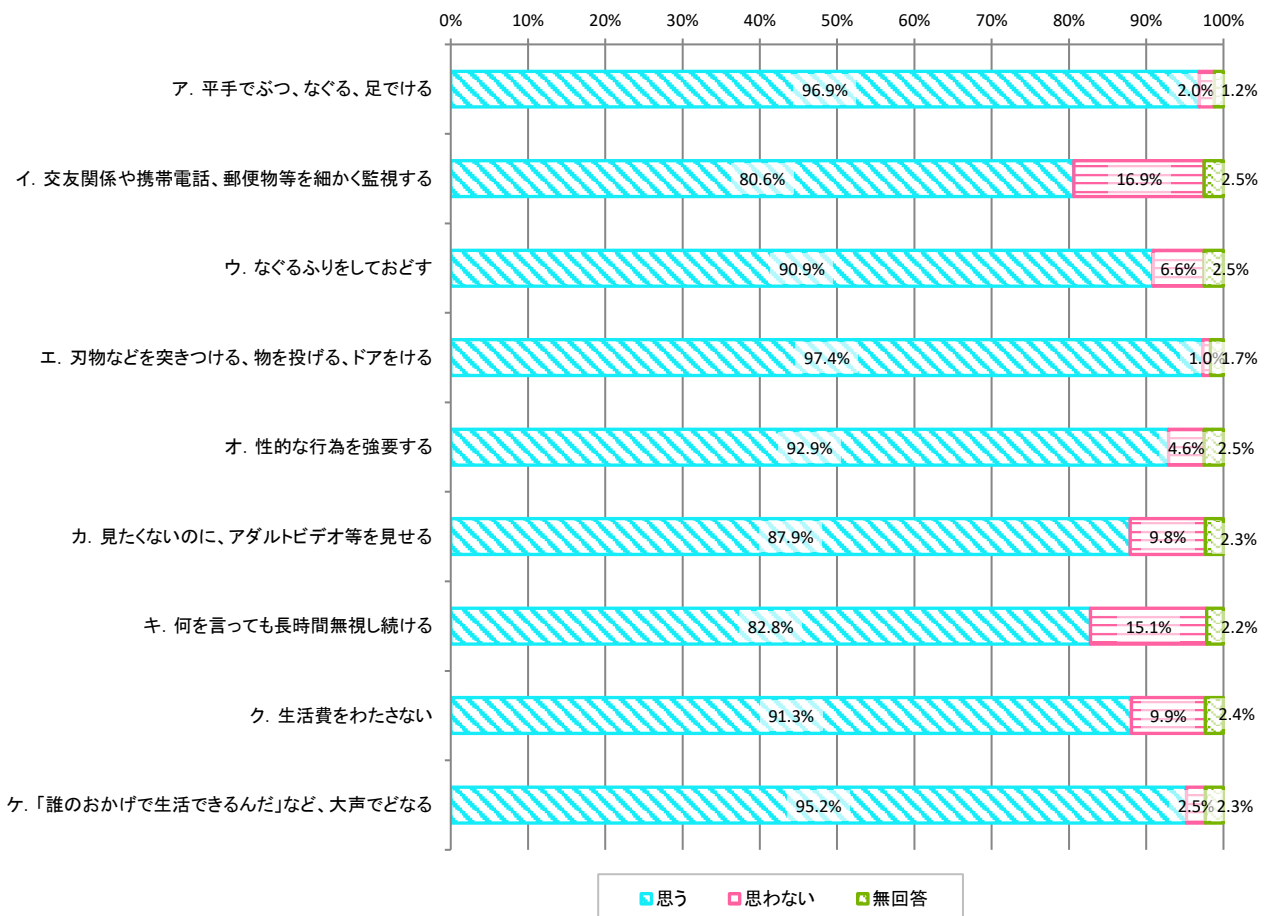 0% 10% 20% 30% 40% 50% 60% 70% 80% 90% 100%
ア. 平手でぶつ、なぐる、足でける 96.9% 2.0% 1.2%
イ. 交友関係や携帯電話、郵便物等を細かく監視する 80.6% 16.9% 2.5%
ウ. なぐるふりをしておどす 90.9% 6.6% 2.5%
エ. 刃物などを突きつける、物を投げる、ドアをける 97.4% 1.0% 1.7%
オ. 性的な行為を強要する 92.9% 4.6% 2.5%
カ. 見たくないのに、アダルトビデオ等を見せる 87.9% 9.8% 2.3%
キ. 何を言っても長時間無視し続ける 82.8% 15.1% 2.2%
ク. 生活費をわたさない 91.3% 9.9% 2.4%
ケ.「誰のおかげで生活できるんだ」など、大声でどなる 95.2% 2.5% 2.3%
思う 思わない 無回答